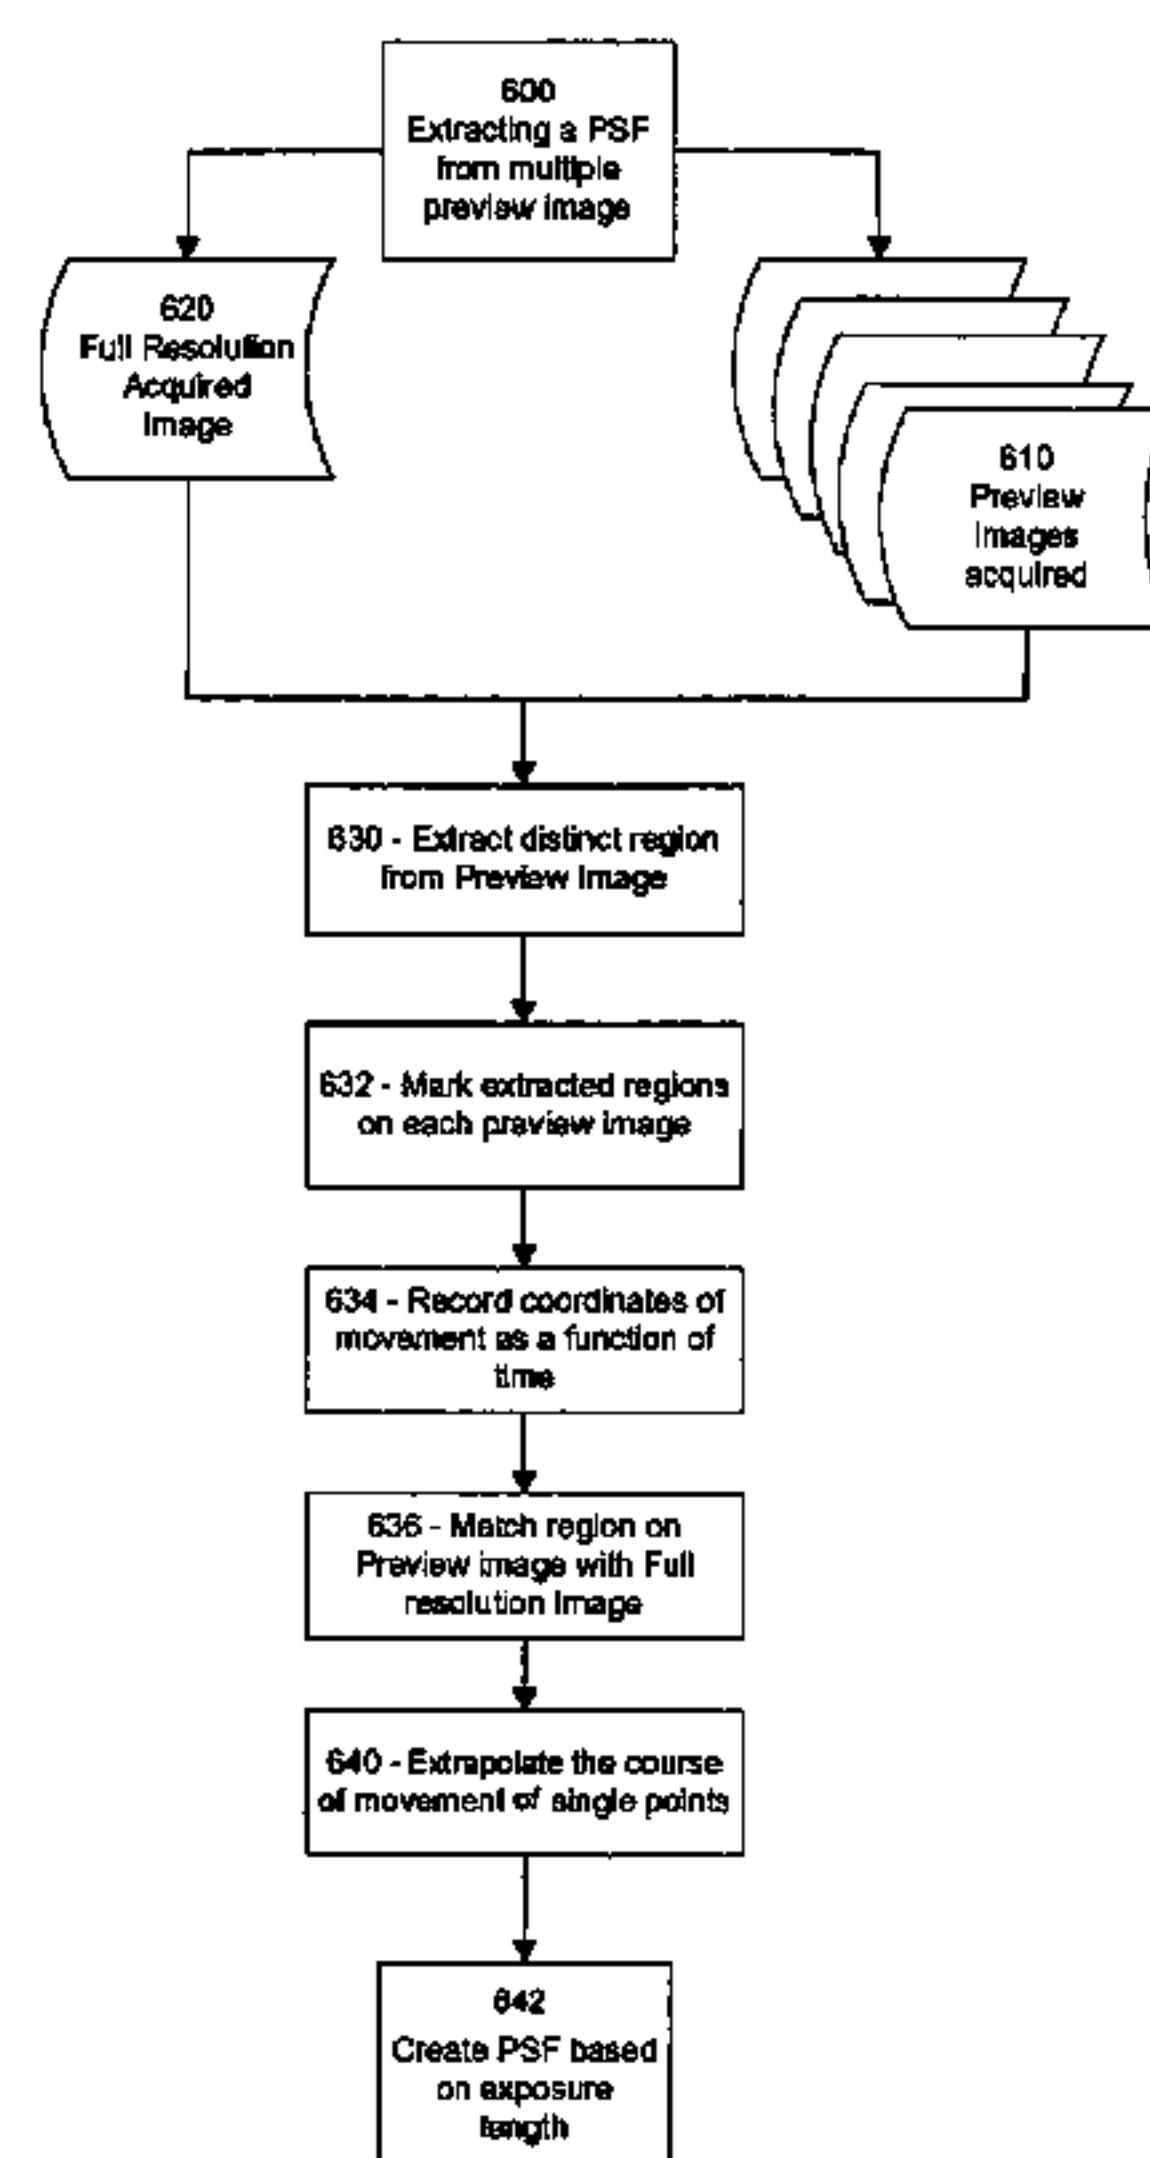 600
Extracting a PSF
from multiple
preview image
620
Full Resolution
Acquired
Image
610
Preview
Images
acquired
630 - Extract distinct region
from Preview Image
632 - Mark extracted regions
on each preview image
634 - Record coordinates of
movement as a function of
time
636 - Match region on
Preview image with Full
resolution Image
640 - Extrapolate the course
of movement of single points
642
Create PSF based
on exposure
length